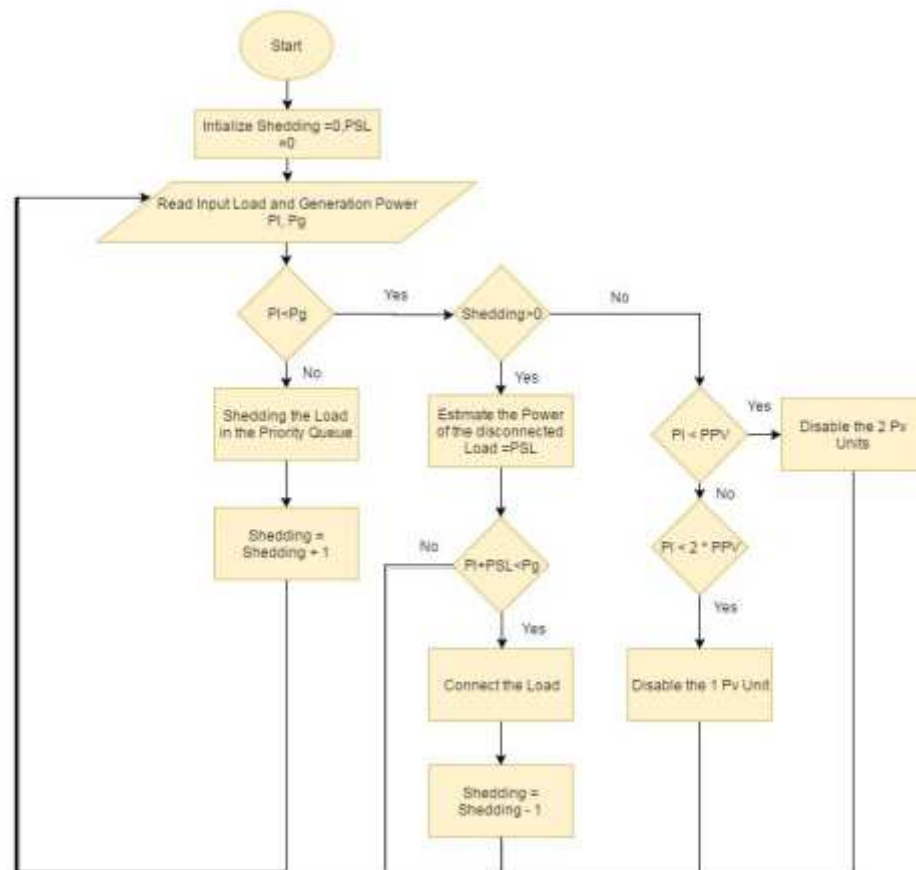 Start
Intialize Shedding =0,PSL
=0
Read Input Load and Generation Power
Pl, Pg
Pl<Pg
Yes
Shedding>0
No
No
Shedding the Load
in the Priority Queue
Yes
Estimate the Power
of the disconnected
Load =PSL
Pl < PPV
Yes
Disable the 2 Pv
Units
No
Shedding =
Shedding + 1
No
Pl+PSL<Pg
Pl < 2 * PPV
Yes
Yes
Connect the Load
Disable the 1 Pv Unit
Shedding =
Shedding - 1